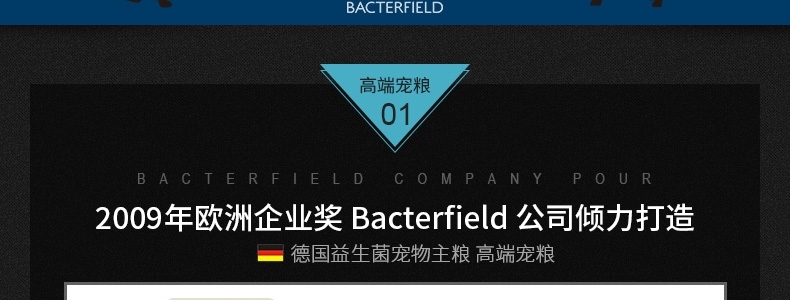 BACTERFIELD
高端宠粮
01
BACTERFIELD COMPANY POUR
2009年欧洲企业奖 Bacterfield 公司倾力打造
德国益生菌宠物主粮 高端宠粮